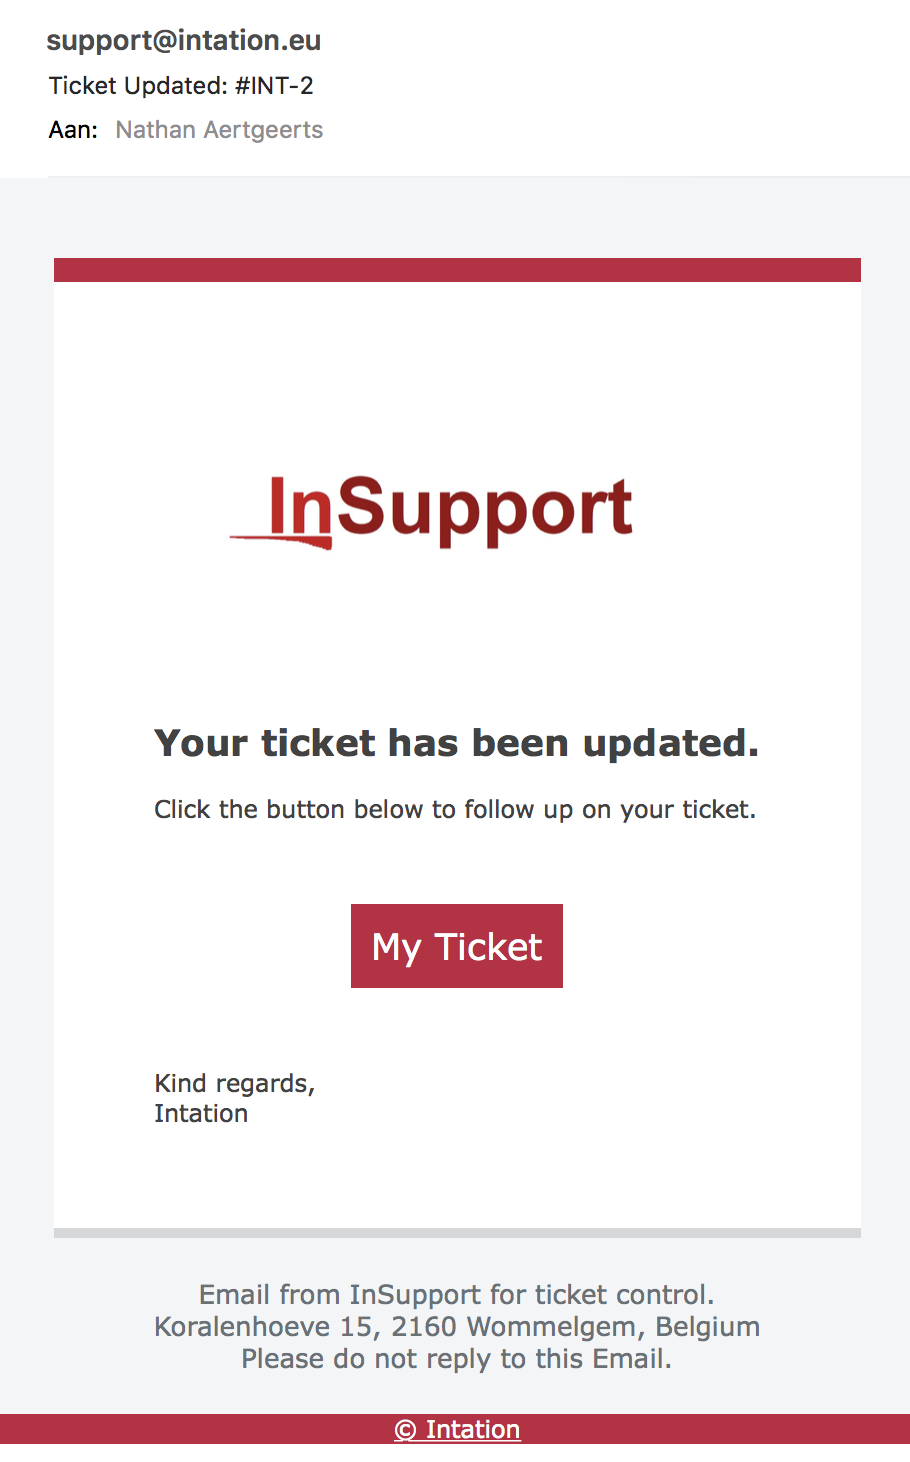 support@intation.eu
Ticket Updated: #INT-2
Aan: Nathan Aertgeerts
InSupport
Your ticket has been updated.
Click the button below to follow up on your ticket.
My Ticket
Kind regards,
Intation
Email from InSupport for ticket control.
Koralenhoeve 15, 2160 Wommelgem, Belgium
Please do not reply to this Email.
© Intation